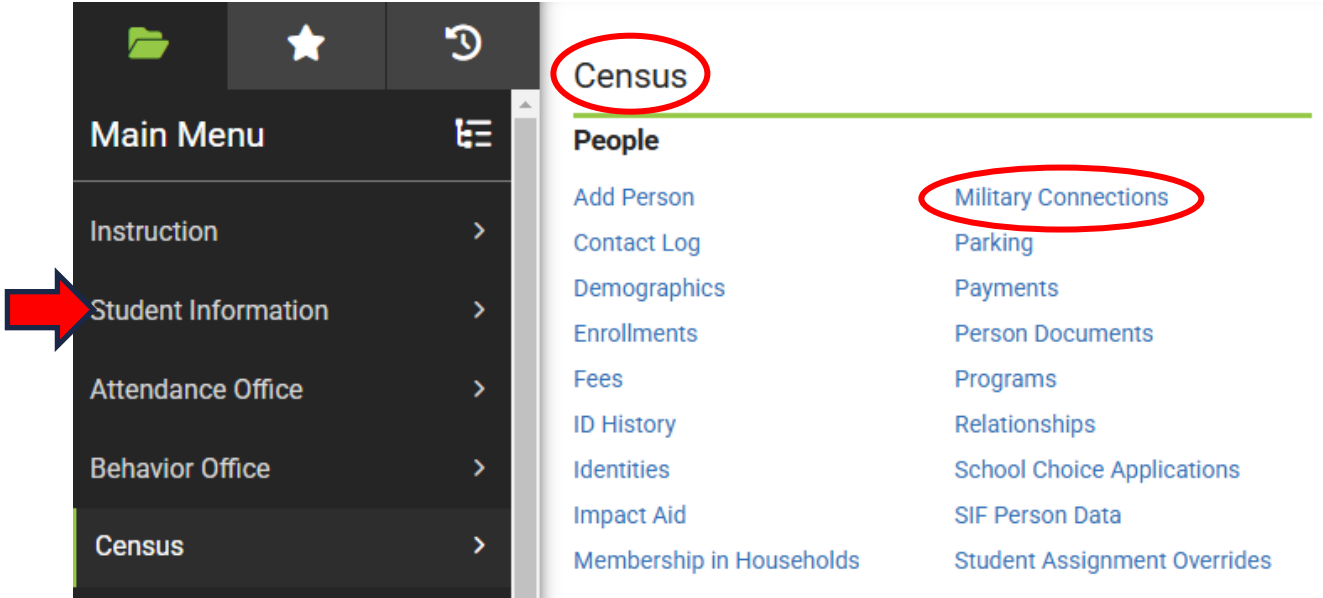 Main Menu
Instruction
Student Information
Attendance Office
Behavior Office
Census
Census
People
Add Person
Contact Log
Demographics
Enrollments
Fees
ID History
Identities
Impact Aid
Membership in Households
Military Connections
Parking
Payments
Person Documents
Programs
Relationships
School Choice Applications
SIF Person Data
Student Assignment Overrides